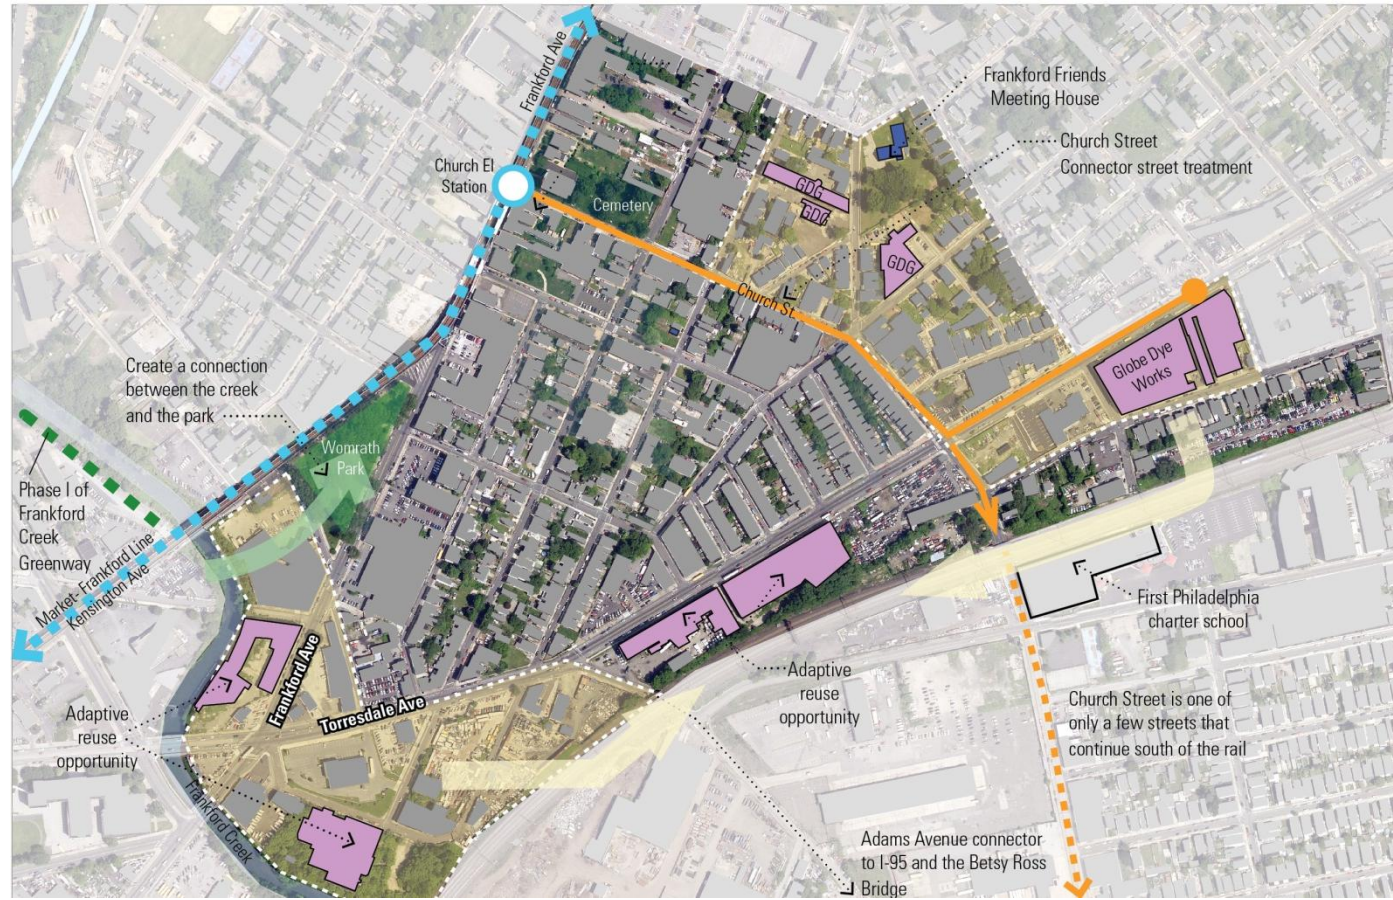 Frankford Ave
Frankford Friends
Meeting House
Church Street
Connector street treatment
Church El
Station
Cemetery
GDG
GDG
GDG
Church St.
Globe Dye
Works
Create a connection
between the creek
and the park
Womrath
Park
Phase I of
Frankford
Creek
Greenway
Market- Frankford Line
Kensington Ave
First Philadelphia
charter school
Adaptive
reuse
opportunity
Frankford Ave
Torresdale Ave
Adaptive
reuse
opportunity
Church Street is one of
only a few streets that
continue south of the rail
Frankford Creek
Adams Avenue connector
to I-95 and the Betsy Ross
Bridge